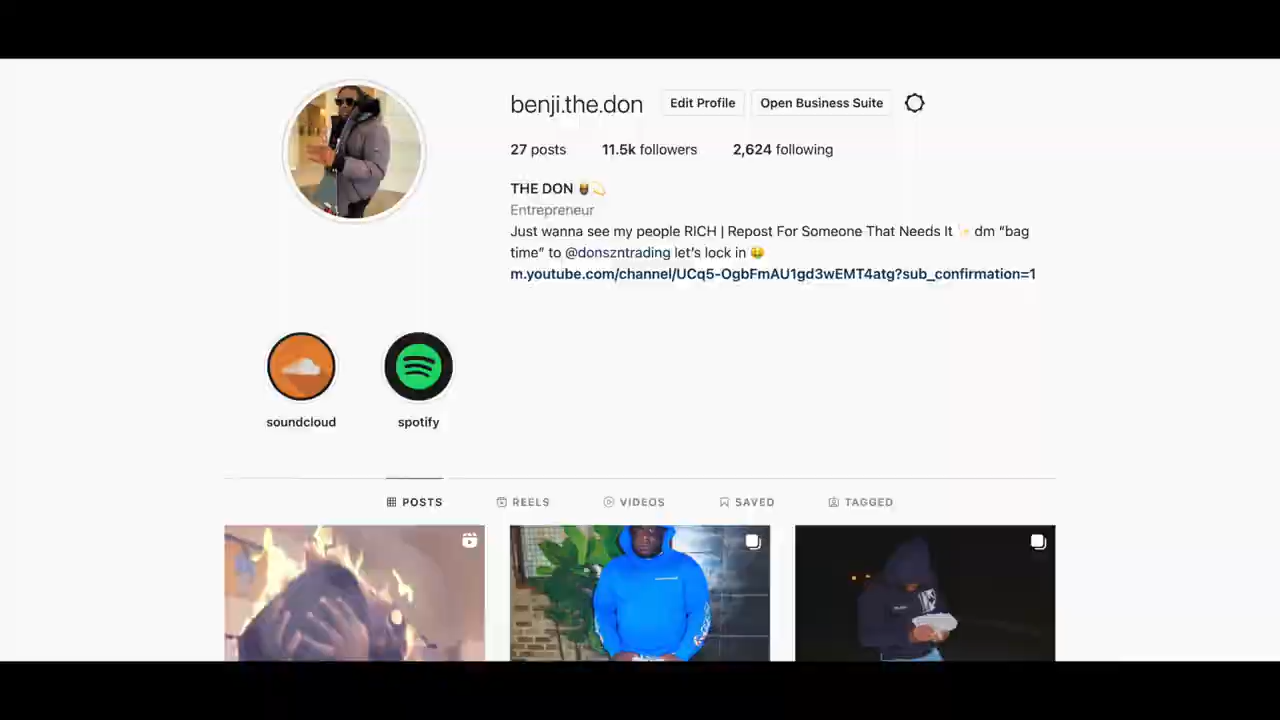 benji.the.don Edit Profile Open Business Suite
27 posts 11.5k followers 2,624 following
THE DON
Entrepreneur
Just wanna see my people RICH | Repost For Someone That Needs It dm “bag
time” to @donszntrading let’s lock in
m.youtube.com/channel/UCq5-OgbFmAU1gd3wEMT4atg?sub_confirmation=1
soundcloud spotify
POSTS REELS VIDEOS SAVED TAGGED